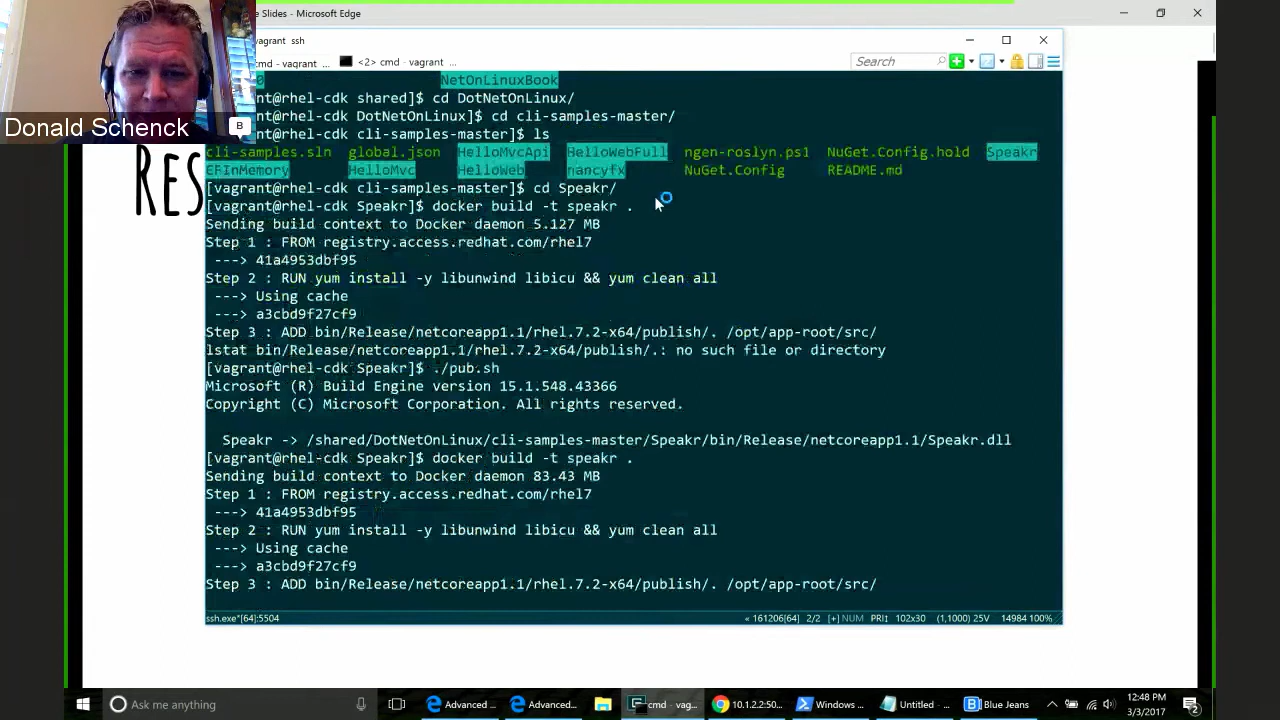 e Slides - Microsoft Edge
vagrant ssh
cmd - vagrant ...
<2> cmd - vagrant ...
Search
Donald Schenck
B
RES
0 NetOnLinuxBook
vagrant@rhel-cdk shared]$ cd DotNetOnLinux/
vagrant@rhel-cdk DotNetOnLinux]$ cd cli-samples-master/
vagrant@rhel-cdk cli-samples-master]$ ls
cli-samples.sln global.json HelloMvcApi HelloWebFull ngen-roslyn.ps1 NuGet.Config.hold Speakr
EFInMemory HelloMvc HelloWeb nancyfx NuGet.Config README.md
[vagrant@rhel-cdk cli-samples-master]$ cd Speakr/
[vagrant@rhel-cdk Speakr]$ docker build -t speakr .
Sending build context to Docker daemon 5.127 MB
Step 1 : FROM registry.access.redhat.com/rhel7
---> 41a4953dbf95
Step 2 : RUN yum install -y libunwind libicu && yum clean all
---> Using cache
---> a3cbd9f27cf9
Step 3 : ADD bin/Release/netcoreapp1.1/rhel.7.2-x64/publish/. /opt/app-root/src/
lstat bin/Release/netcoreapp1.1/rhel.7.2-x64/publish/.: no such file or directory
[vagrant@rhel-cdk Speakr]$ ./pub.sh
Microsoft (R) Build Engine version 15.1.548.43366
Copyright (C) Microsoft Corporation. All rights reserved.
Speakr -> /shared/DotNetOnLinux/cli-samples-master/Speakr/bin/Release/netcoreapp1.1/Speakr.dll
[vagrant@rhel-cdk Speakr]$ docker build -t speakr .
Sending build context to Docker daemon 83.43 MB
Step 1 : FROM registry.access.redhat.com/rhel7
---> 41a4953dbf95
Step 2 : RUN yum install -y libunwind libicu && yum clean all
---> Using cache
---> a3cbd9f27cf9
Step 3 : ADD bin/Release/netcoreapp1.1/rhel.7.2-x64/publish/. /opt/app-root/src/
ssh.exe*[64]:5504
« 161206[64] 2/2 [+] NUM PRI↕ 102x30 (1,1000) 25V 14984 100%
Ask me anything
Advanced ...
Advanced...
cmd - vag...
10.1.2.2:50...
Windows ...
Untitled - ...
Blue Jeans
12:48 PM
3/3/2017
2